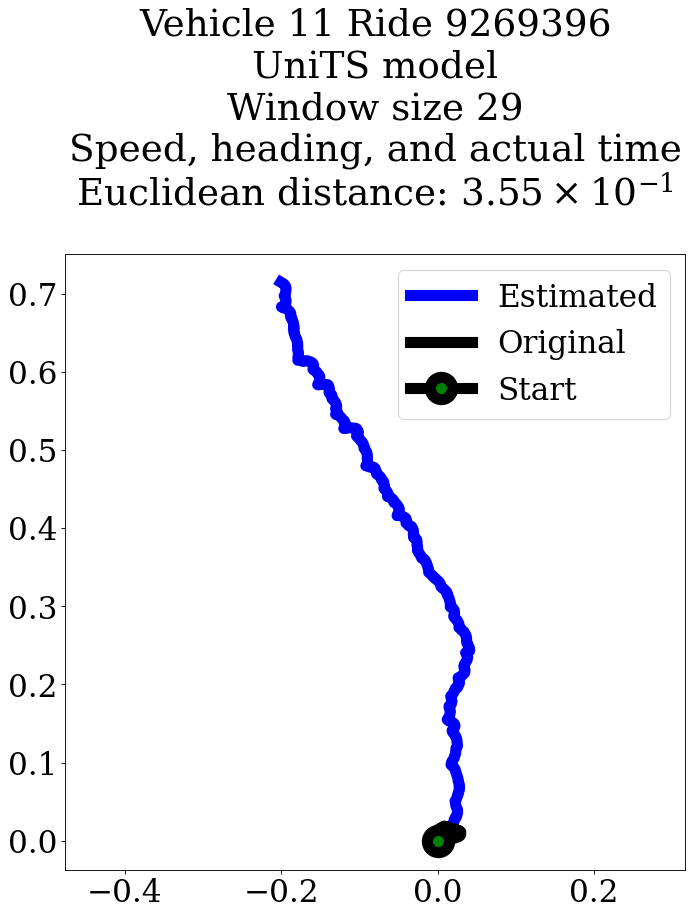 Vehicle 11 Ride 9269396
UniTS model
Window size 29
Speed, heading, and actual time
Euclidean distance: 3.55 × 10⁻¹
Estimated
Original
Start
0.7
0.6
0.5
0.4
0.3
0.2
0.1
0.0
−0.4 −0.2 0.0 0.2